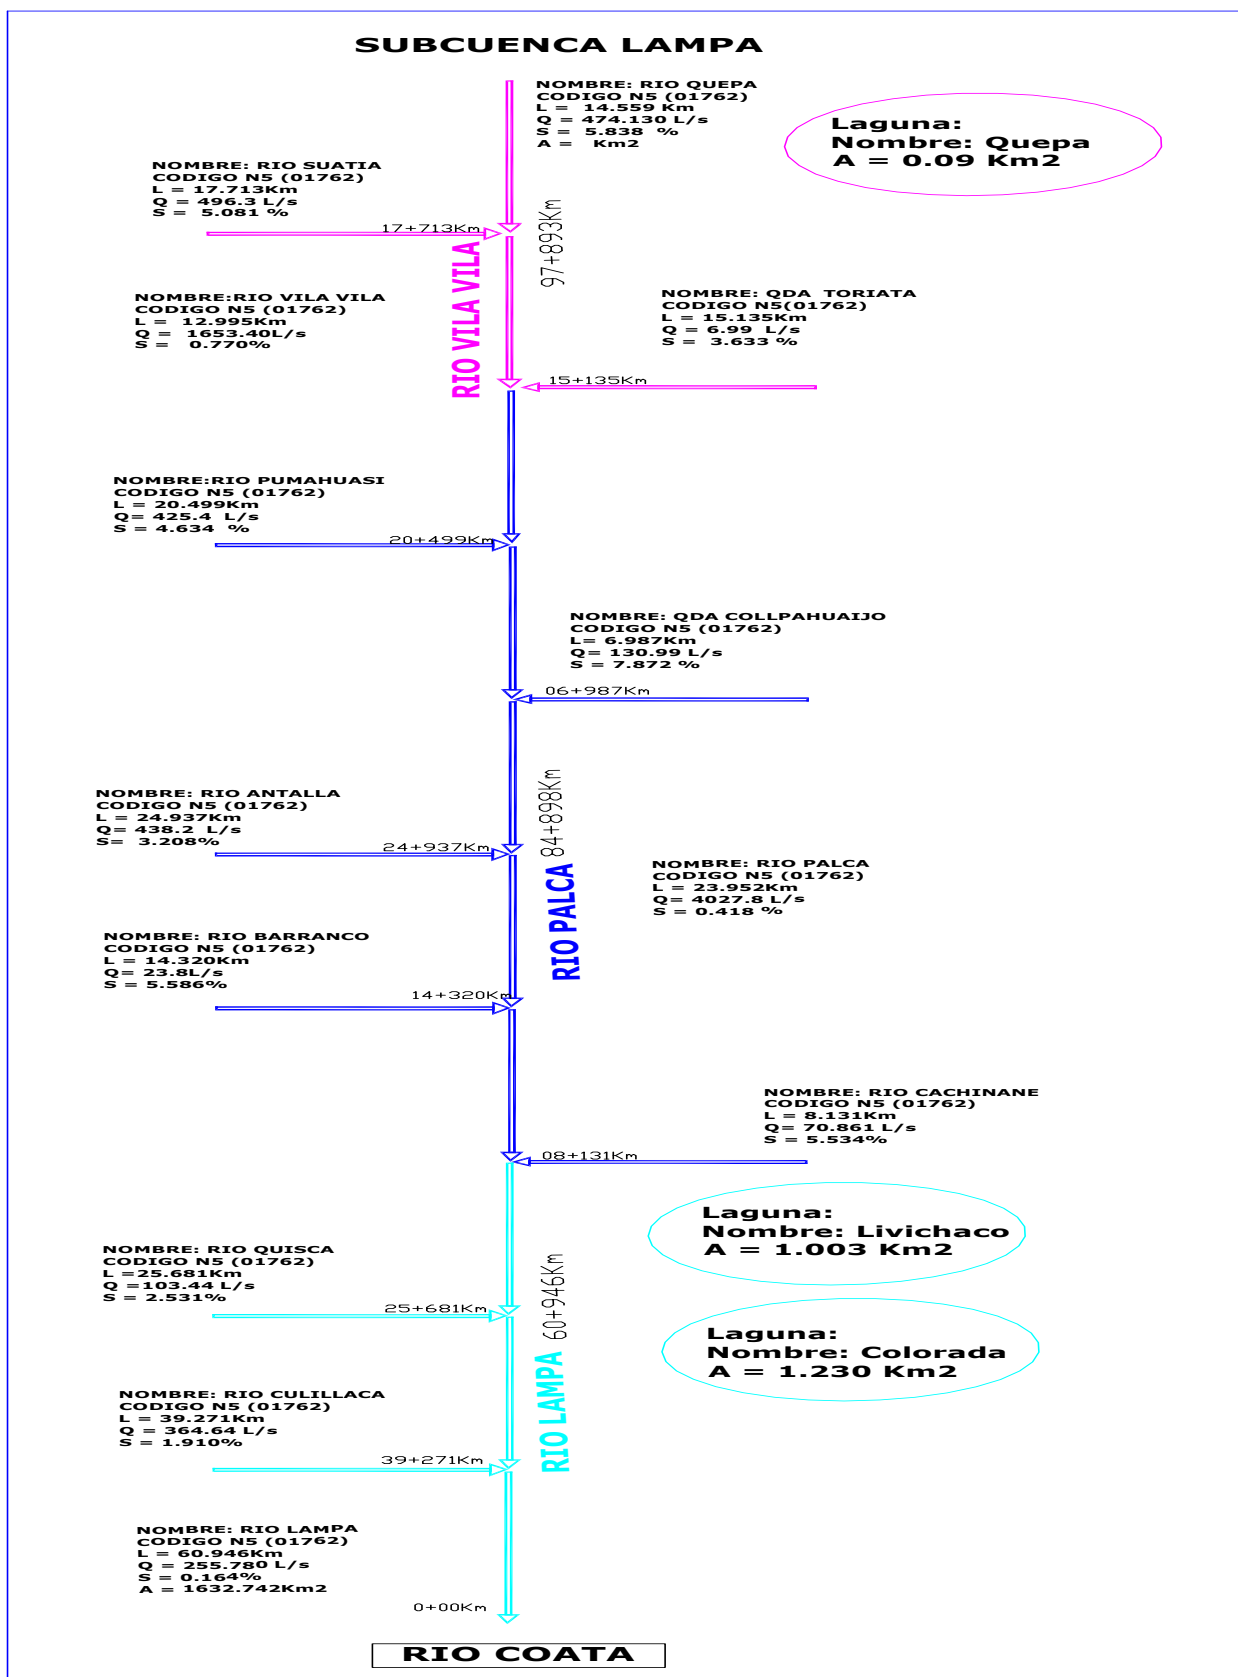 SUBCUENCA LAMPA
NOMBRE: RIO QUEPA
CODIGO N5 (01762)
L = 14.559 Km
Q = 474.130 L/s
S = 5.838 %
A = Km2
Laguna:
Nombre: Quepa
A = 0.09 Km2
NOMBRE: RIO SUATIA
CODIGO N5 (01762)
L = 17.713Km
Q = 496.3 L/s
S = 5.081 %
17+713Km
97+893Km
RIO VILA VILA
NOMBRE:RIO VILA VILA
CODIGO N5 (01762)
L = 12.995Km
Q = 1653.40L/s
S = 0.770%
NOMBRE: QDA TORIATA
CODIGO N5(01762)
L = 15.135Km
Q = 6.99 L/s
S = 3.633 %
15+135Km
NOMBRE:RIO PUMAHUASI
CODIGO N5 (01762)
L = 20.499Km
Q= 425.4 L/s
S = 4.634 %
20+499Km
NOMBRE: QDA COLLPAHUAIJO
CODIGO N5 (01762)
L= 6.987Km
Q= 130.99 L/s
S = 7.872 %
06+987Km
NOMBRE: RIO ANTALLA
CODIGO N5 (01762)
L = 24.937Km
Q= 438.2 L/s
S= 3.208%
24+937Km
84+898Km
RIO PALCA
NOMBRE: RIO PALCA
CODIGO N5 (01762)
L = 23.952Km
Q= 4027.8 L/s
S = 0.418 %
NOMBRE: RIO BARRANCO
CODIGO N5 (01762)
L = 14.320Km
Q= 23.8L/s
S = 5.586%
14+320Km
NOMBRE: RIO CACHINANE
CODIGO N5 (01762)
L = 8.131Km
Q= 70.861 L/s
S = 5.534%
08+131Km
Laguna:
Nombre: Livichaco
A = 1.003 Km2
NOMBRE: RIO QUISCA
CODIGO N5 (01762)
L =25.681Km
Q =103.44 L/s
S = 2.531%
25+681Km
60+946Km
RIO LAMPA
Laguna:
Nombre: Colorada
A = 1.230 Km2
NOMBRE: RIO CULILLACA
CODIGO N5 (01762)
L = 39.271Km
Q = 364.64 L/s
S = 1.910%
39+271Km
NOMBRE: RIO LAMPA
CODIGO N5 (01762)
L = 60.946Km
Q = 255.780 L/s
S = 0.164%
A = 1632.742Km2
0+00Km
RIO COATA